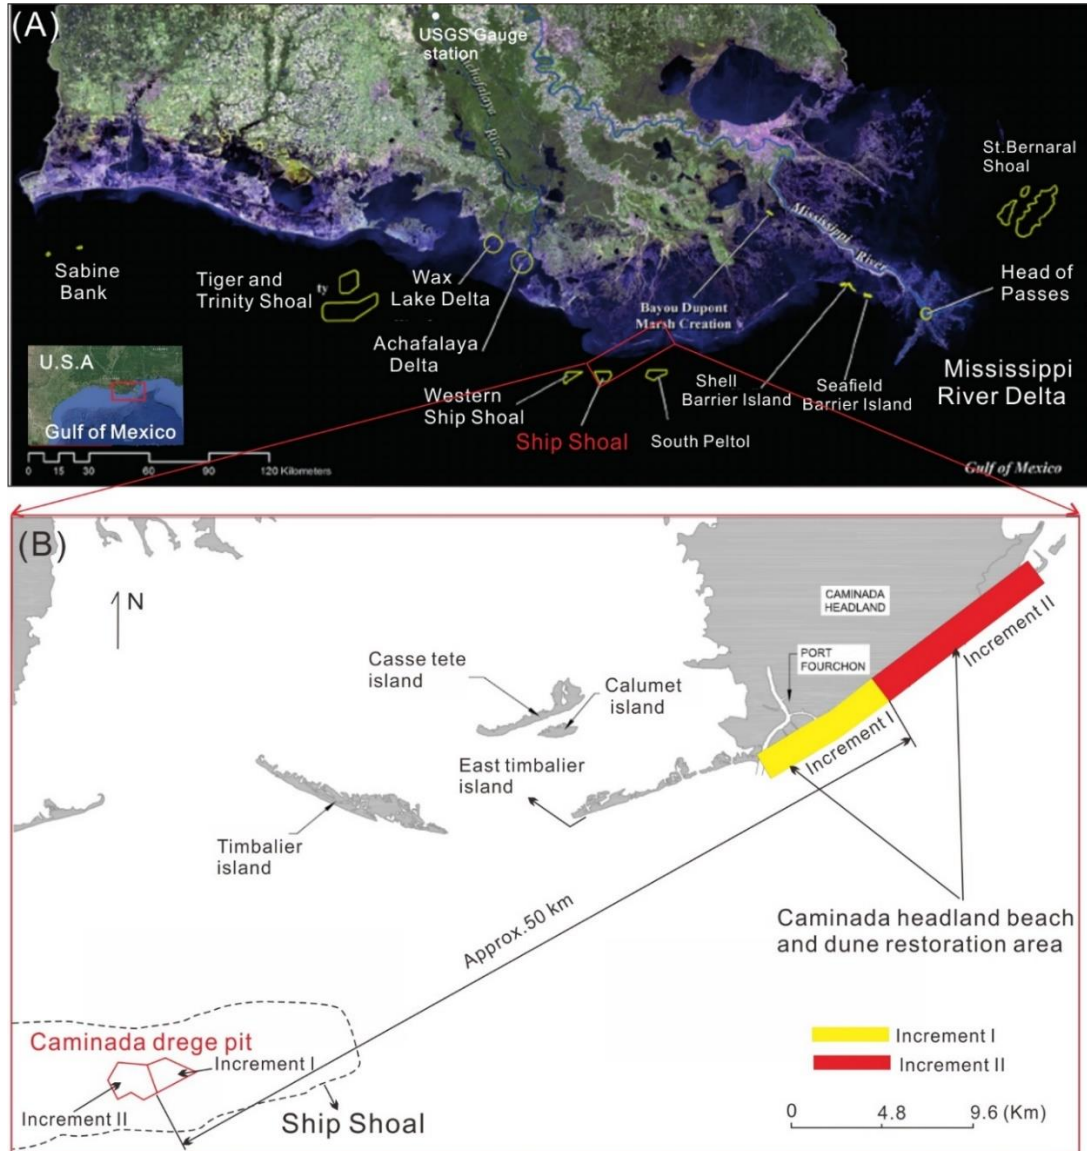 (A)
USGS Gauge
station
chafalaya River
St.Bernaral
Shoal
Mississippi River
Sabine
Bank
Tiger and
Trinity Shoal
ty
Wax
Lake Delta
Head of
Passes
Bayou Dupont
Marsh Creation
Achafalaya
Delta
U.S.A
Gulf of Mexico
Western
Ship Shoal
Ship Shoal
South Peltol
Shell
Barrier Island
Seafield
Barrier Island
Mississippi
River Delta
0 15 30 60 90 120 Kilometers
Gulf of Mexico
(B)
N
CAMINADA
HEADLAND
PORT
FOURCHON
Increment II
Increment I
Casse tete
island
Calumet
island
East timbalier
island
Timbalier
island
Approx.50 km
Caminada headland beach
and dune restoration area
Caminada drege pit
Increment I
Increment II
Ship Shoal
Increment I
Increment II
0 4.8 9.6 (Km)